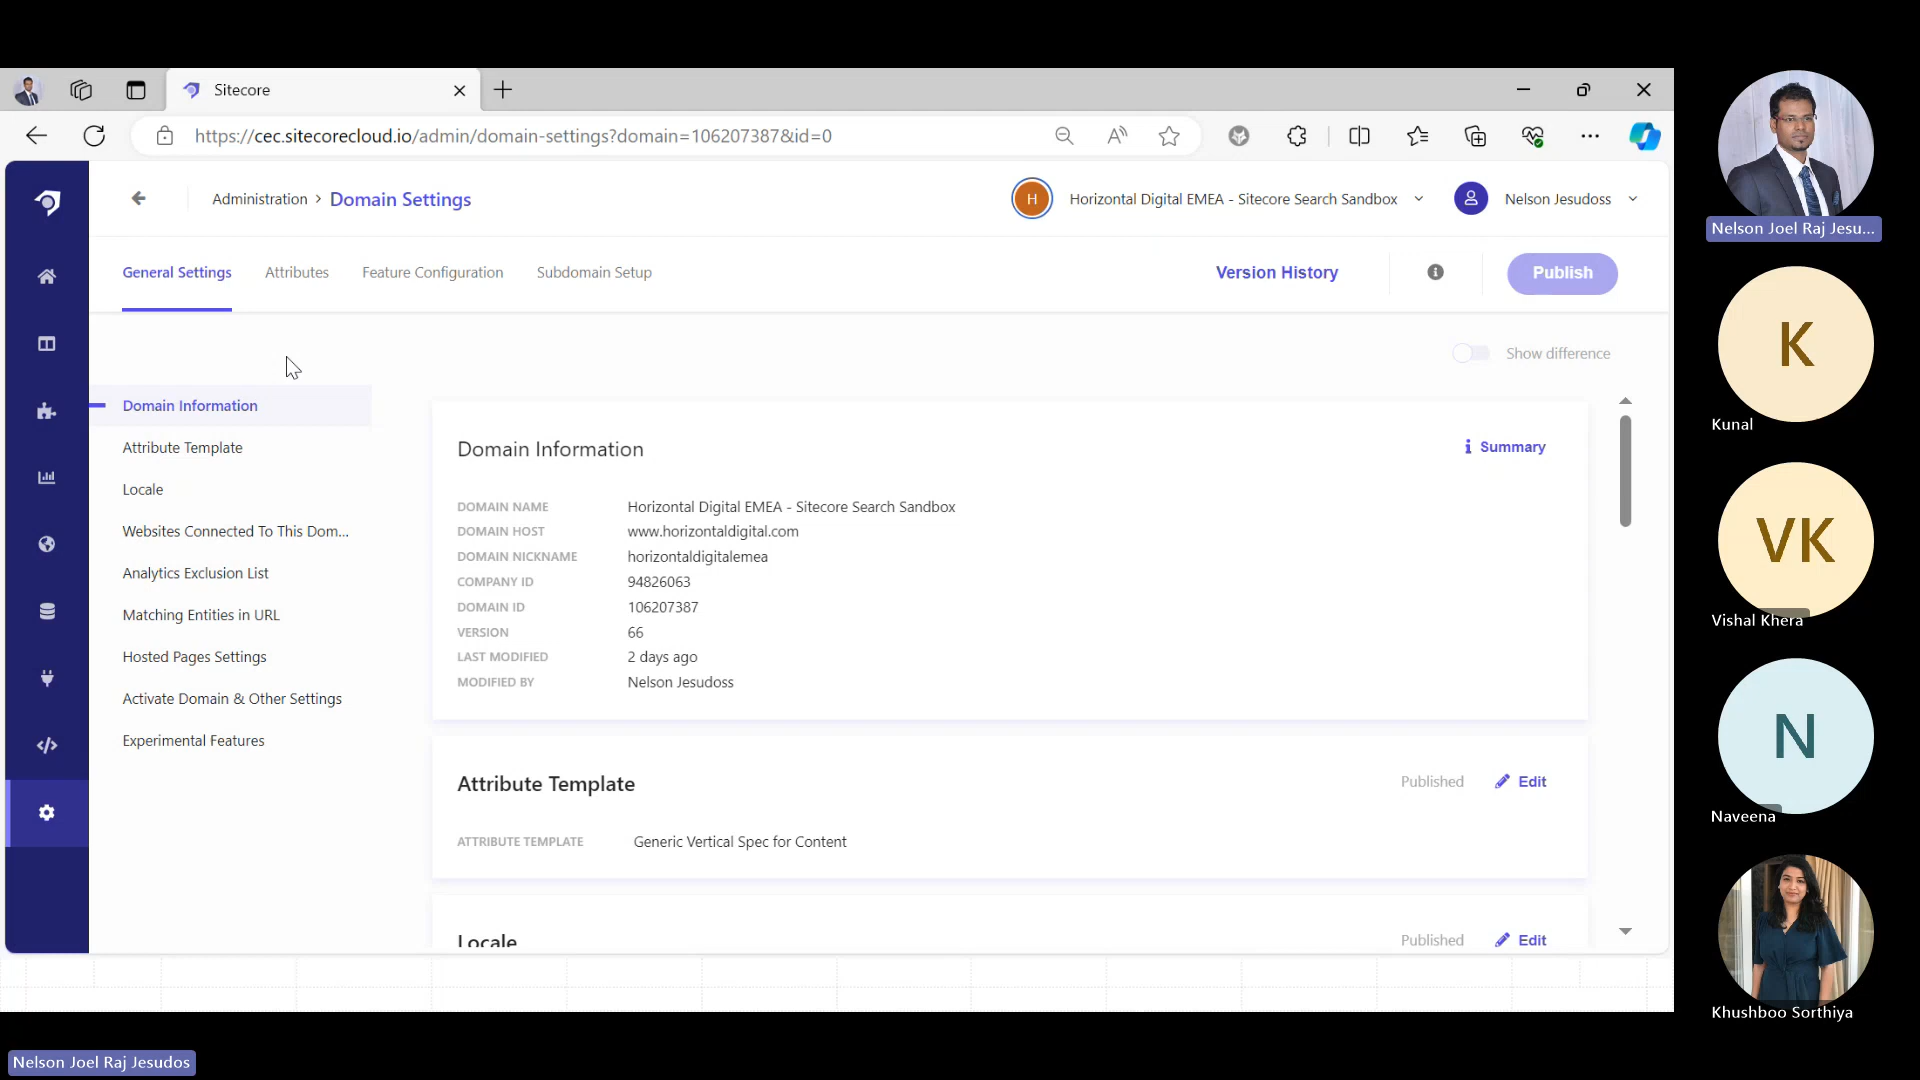 Sitecore
https://cec.sitecorecloud.io/admin/domain-settings?domain=106207387&id=0
Administration > Domain Settings
H
Horizontal Digital EMEA - Sitecore Search Sandbox
Nelson Jesudoss
General Settings
Attributes
Feature Configuration
Subdomain Setup
Version History
Publish
Show difference
Domain Information
Attribute Template
Locale
Websites Connected To This Dom...
Analytics Exclusion List
Matching Entities in URL
Hosted Pages Settings
Activate Domain & Other Settings
Experimental Features
Domain Information
Summary
DOMAIN NAME Horizontal Digital EMEA - Sitecore Search Sandbox
DOMAIN HOST www.horizontaldigital.com
DOMAIN NICKNAME horizontaldigitalemea
COMPANY ID 94826063
DOMAIN ID 106207387
VERSION 66
LAST MODIFIED 2 days ago
MODIFIED BY Nelson Jesudoss
Attribute Template
Published
Edit
ATTRIBUTE TEMPLATE Generic Vertical Spec for Content
Locale
Published
Edit
Nelson Joel Raj Jesu...
K
Kunal
VK
Vishal Khera
N
Naveena
Khushboo Sorthiya
Nelson Joel Raj Jesudos